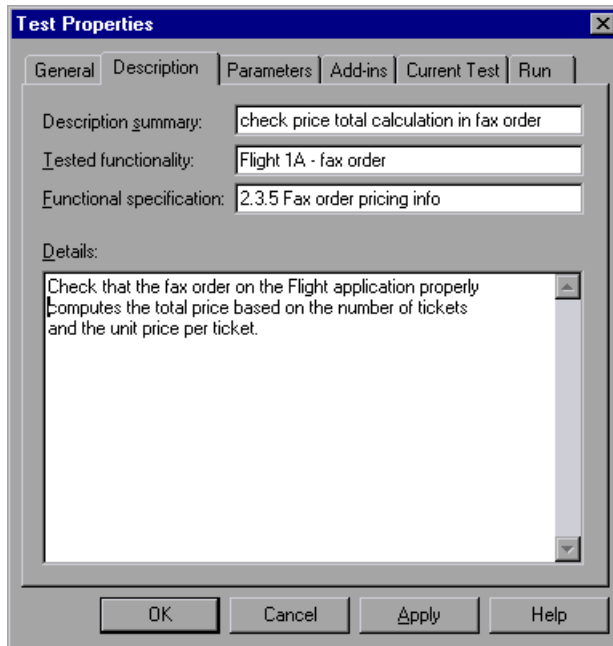 Test Properties
General Description Parameters Add-ins Current Test Run
Description summary: check price total calculation in fax order
Tested functionality: Flight 1A - fax order
Functional specification: 2.3.5 Fax order pricing info
Details:
Check that the fax order on the Flight application properly
computes the total price based on the number of tickets
and the unit price per ticket.
OK Cancel Apply Help